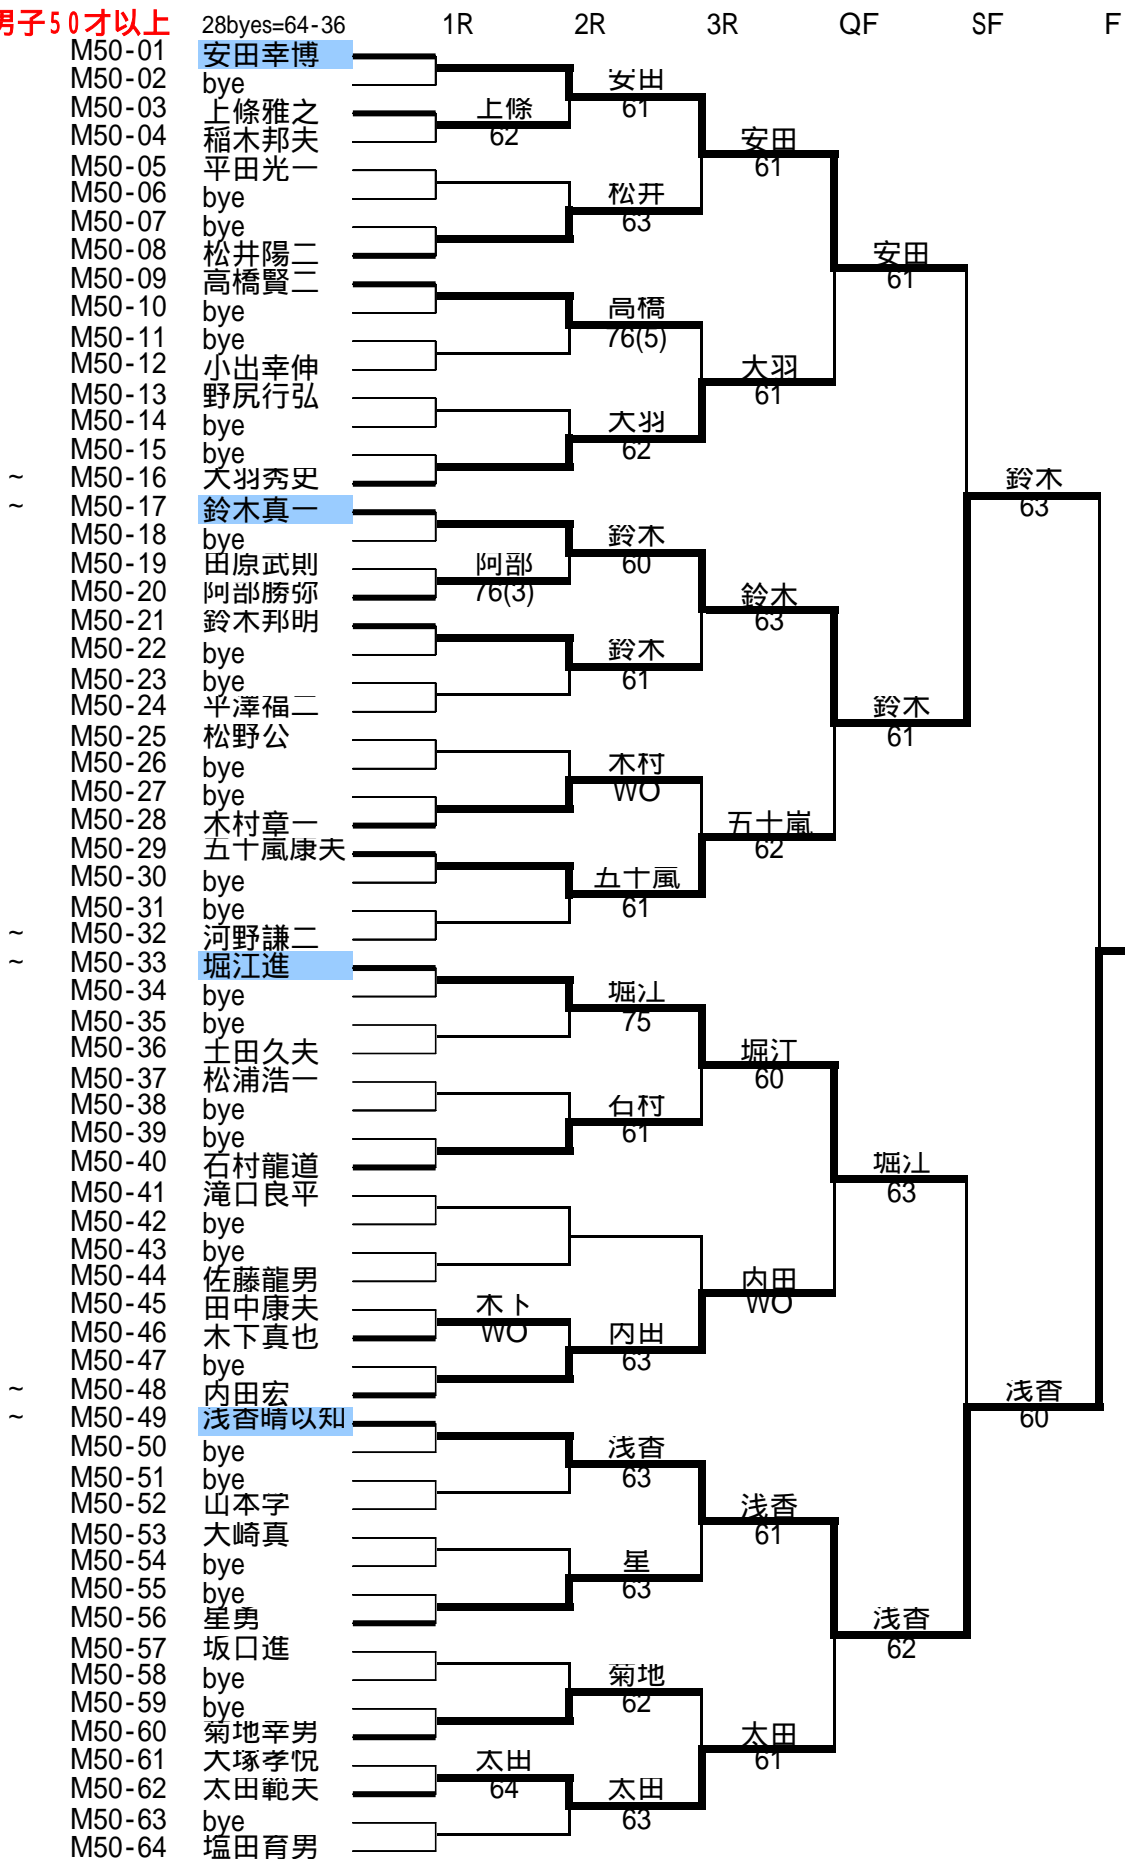 男子50才以上 28byes=64-36 1R 2R 3R QF SF F
M50-01 安田幸博
M50-02 bye 安田
M50-03 上條雅之 上條 61
M50-04 稲木邦夫 62 安田
M50-05 平田光一 61
M50-06 bye 松井
M50-07 bye 63
M50-08 松井陽二 安田
M50-09 高橋賢二 61
M50-10 bye 高橋
M50-11 bye 76(5)
M50-12 小出幸伸 大羽
M50-13 野尻行弘 61
M50-14 bye 大羽
M50-15 bye 62
~ M50-16 大羽秀史 鈴木
~ M50-17 鈴木真一 63
M50-18 bye 鈴木
M50-19 田原武則 阿部 60
M50-20 阿部勝弥 76(3) 鈴木
M50-21 鈴木邦明 63
M50-22 bye 鈴木
M50-23 bye 61
M50-24 平澤福二 鈴木
M50-25 松野公 61
M50-26 bye 木村
M50-27 bye WO
M50-28 木村章一 五十嵐
M50-29 五十嵐康夫 62
M50-30 bye 五十嵐
M50-31 bye 61
~ M50-32 河野謙二
~ M50-33 堀江進
M50-34 bye 堀江
M50-35 bye 75
M50-36 土田久夫 堀江
M50-37 松浦浩一 60
M50-38 bye 石村
M50-39 bye 61
M50-40 石村龍道 堀江
M50-41 滝口良平 63
M50-42 bye
M50-43 bye
M50-44 佐藤龍男 内田
M50-45 田中康夫 木下 WO
M50-46 木下真也 WO 内田
M50-47 bye 63
~ M50-48 内田宏 浅香
~ M50-49 浅香晴以知 60
M50-50 bye 浅香
M50-51 bye 63
M50-52 山本学 浅香
M50-53 大崎真 61
M50-54 bye 星
M50-55 bye 63
M50-56 星勇 浅香
M50-57 坂口進 62
M50-58 bye 菊地
M50-59 bye 62
M50-60 菊地幸男 太田
M50-61 大塚孝悦 太田 61
M50-62 太田範夫 64 太田
M50-63 bye 63
M50-64 塩田育男